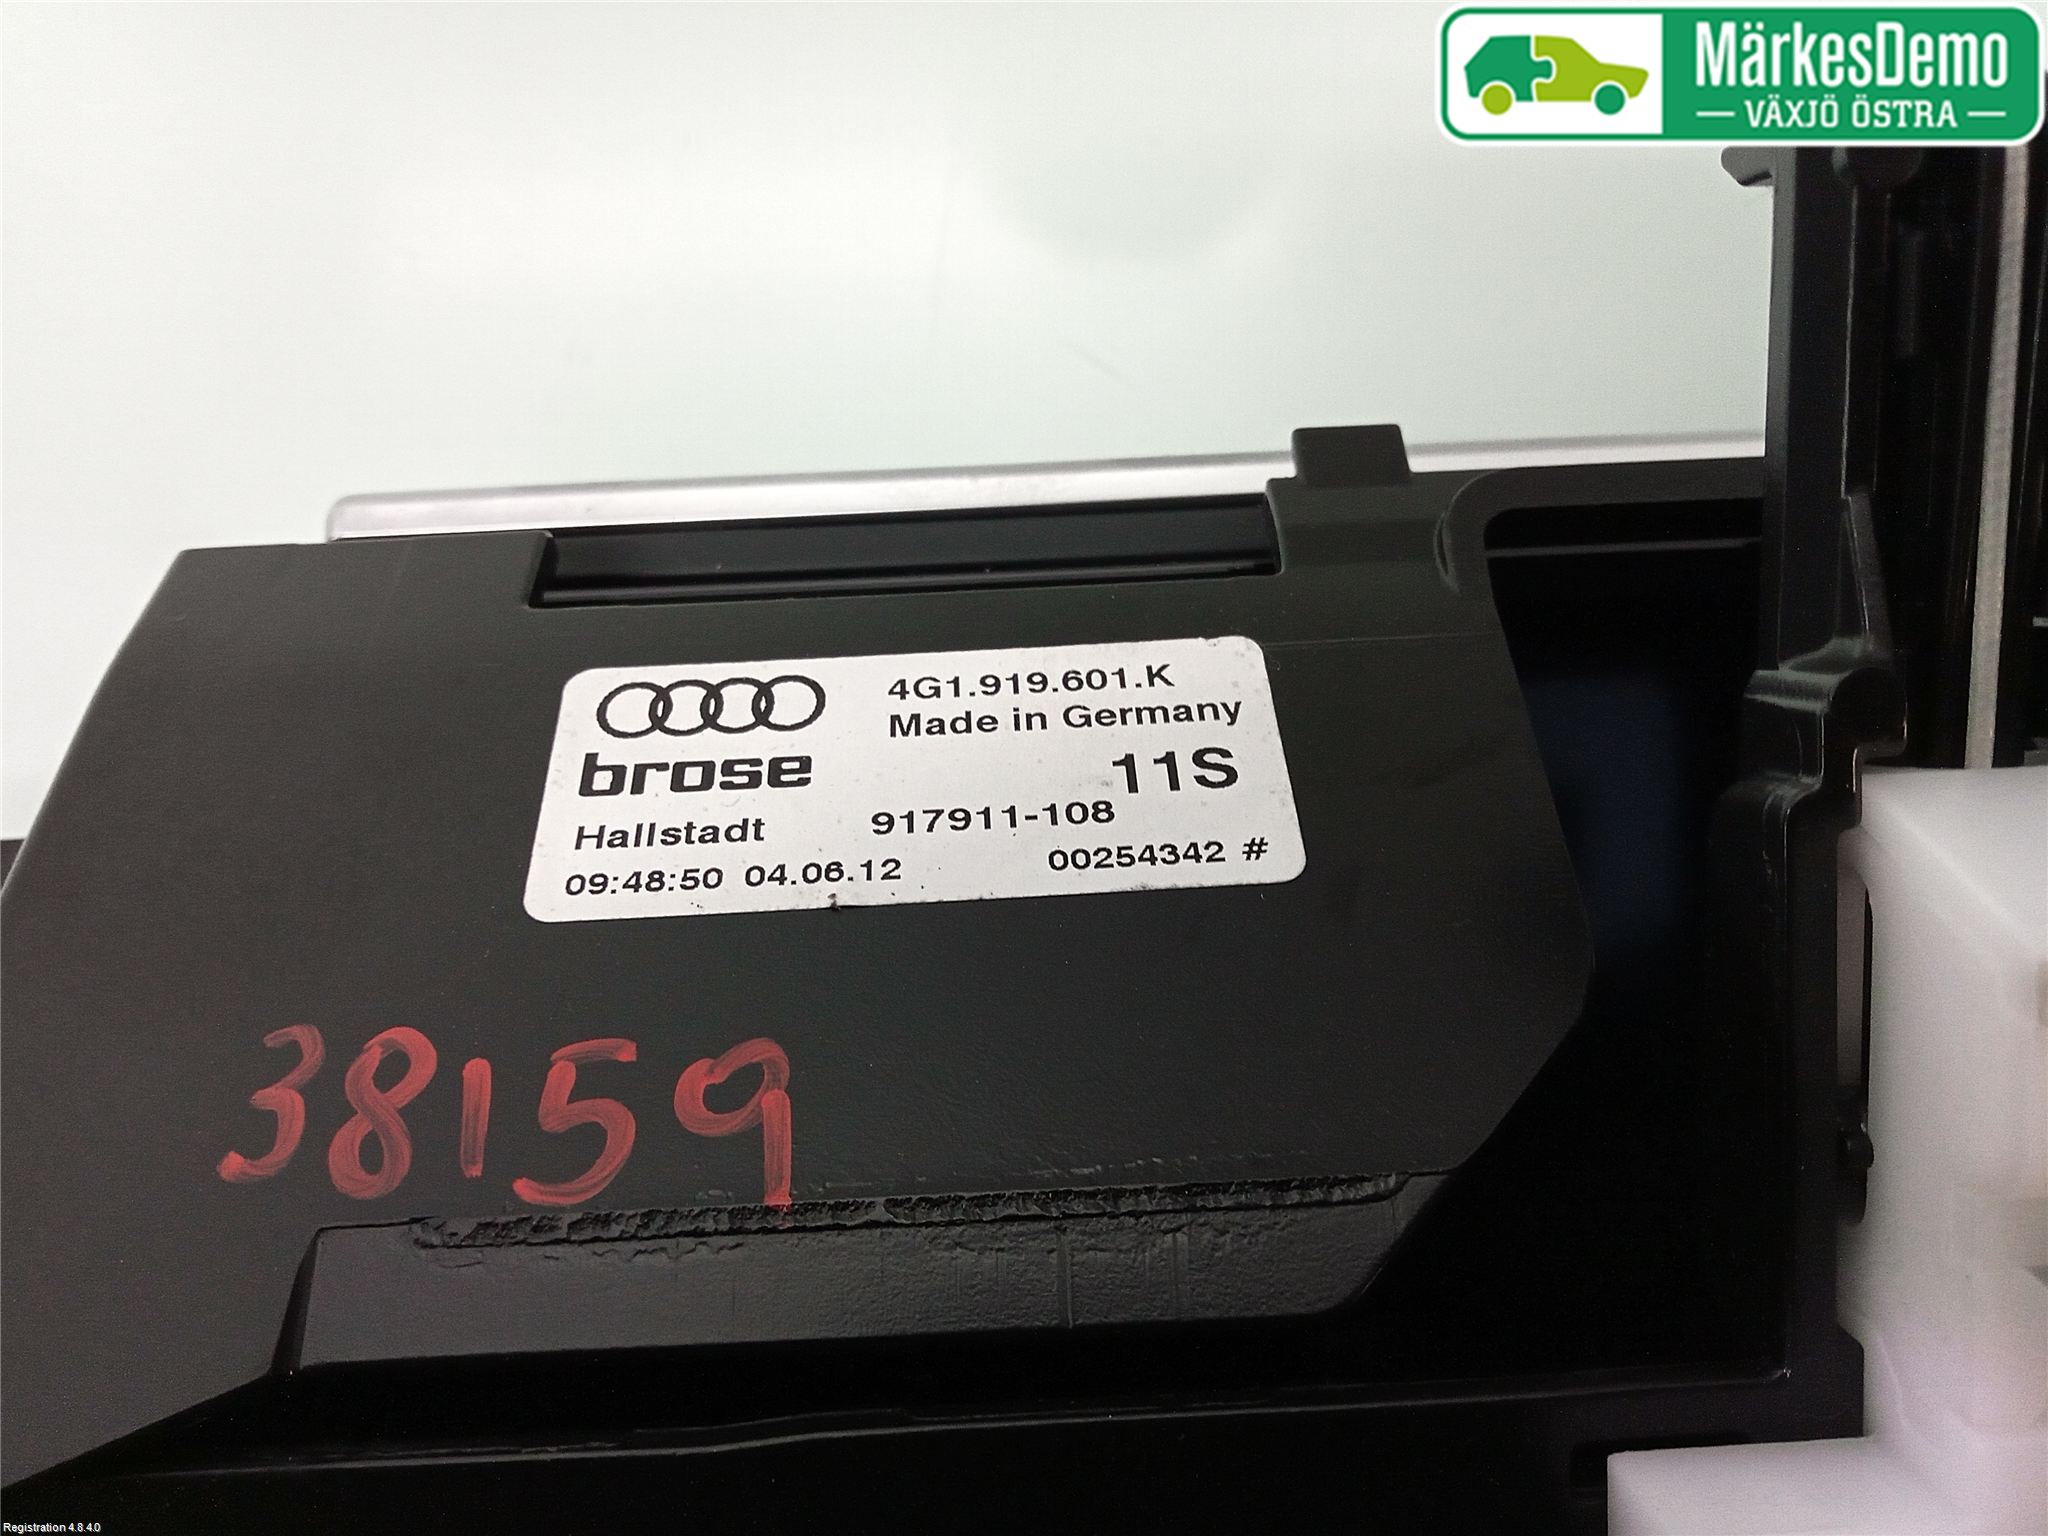 MärkesDemo
— VÄXJÖ ÖSTRA —
4G1.919.601.K
Made in Germany
brose
11S
Hallstadt 917911-108
09:48:50 04.06.12 00254342 #
38159
Registration 4.8.4.0